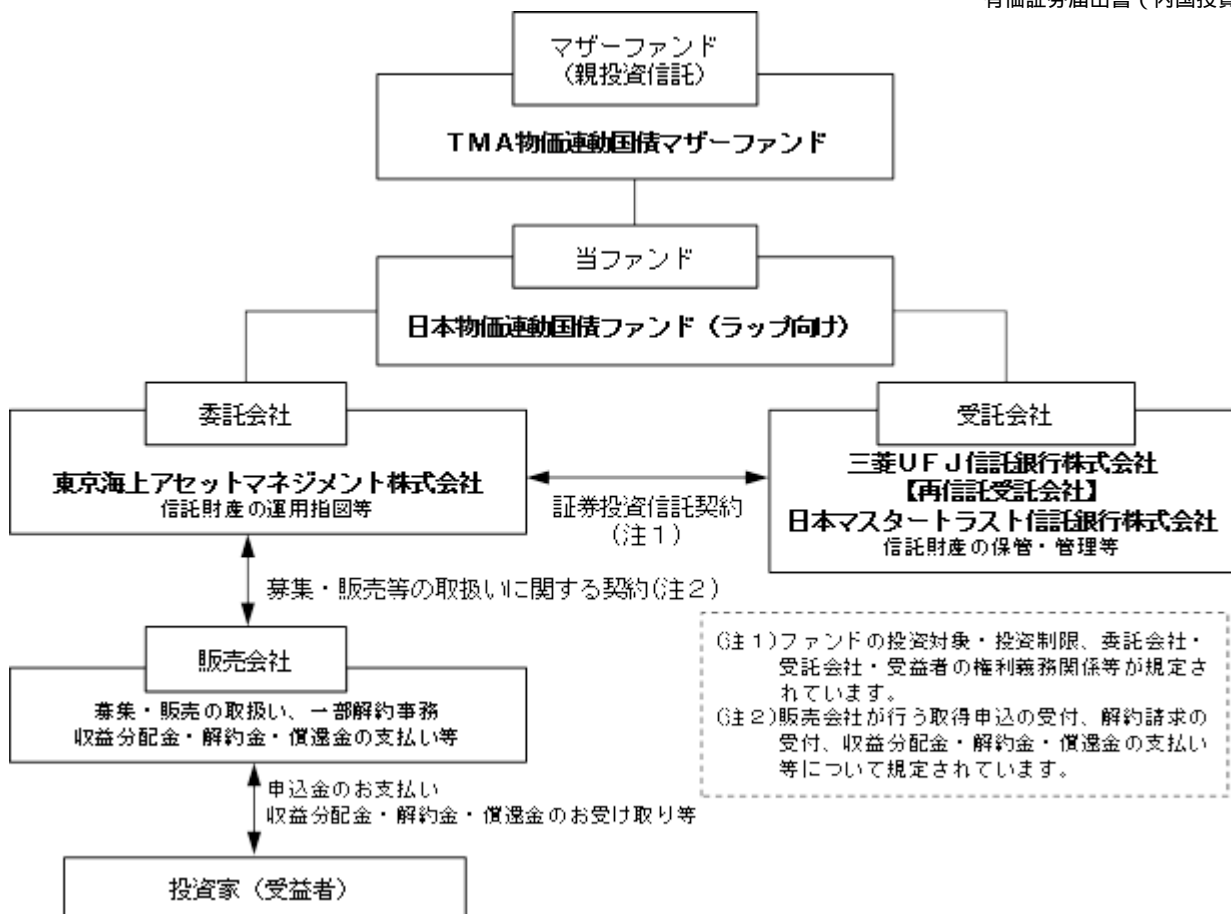 有価証券届出書(内国投資
マザーファンド
(親投資信託)
TMA物価連動国債マザーファンド
当ファンド
日本物価連動国債ファンド(ラップ向け)
委託会社
東京海上アセットマネジメント株式会社
信託財産の運用指図等
証券投資信託契約
(注1)
受託会社
三菱UFJ信託銀行株式会社
【再信託受託会社】
日本マスタートラスト信託銀行株式会社
信託財産の保管・管理等
募集・販売等の取扱いに関する契約(注2)
販売会社
募集・販売の取扱い、一部解約事務
収益分配金・解約金・償還金の支払い等
(注1)ファンドの投資対象・投資制限、委託会社・
受託会社・受益者の権利義務関係等が規定さ
れています。
(注2)販売会社が行う取得申込の受付、解約請求の
受付、収益分配金・解約金・償還金の支払い
等について規定されています。
申込金のお支払い
収益分配金・解約金・償還金のお受け取り等
投資家(受益者)